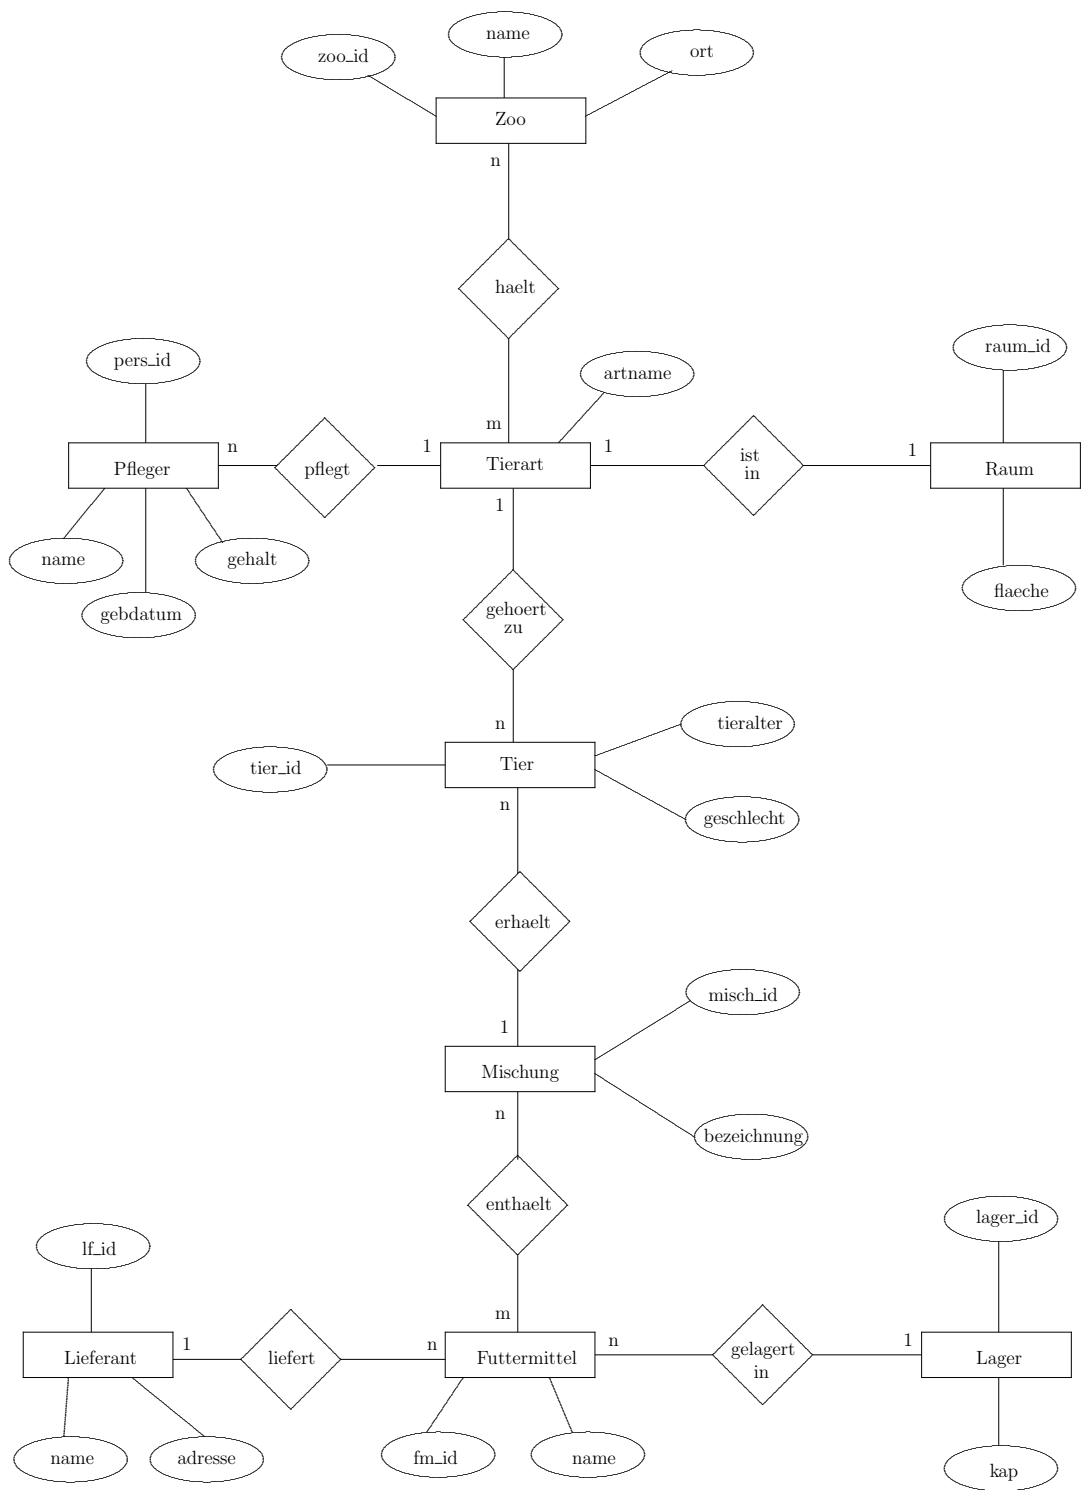 name
zoo_id
ort
Zoo
n
haelt
pers_id
raum_id
artname
m
n
1
1
1
Pfleger
pflegt
Tierart
ist
in
Raum
1
name
gehalt
flaeche
gebdatum
gehoert
zu
n
tieralter
tier_id
Tier
n
geschlecht
erhaelt
misch_id
1
Mischung
n
bezeichnung
enthaelt
lager_id
lf_id
m
1
n
n
1
Lieferant
liefert
Futtermittel
gelagert
in
Lager
name
adresse
fm_id
name
kap